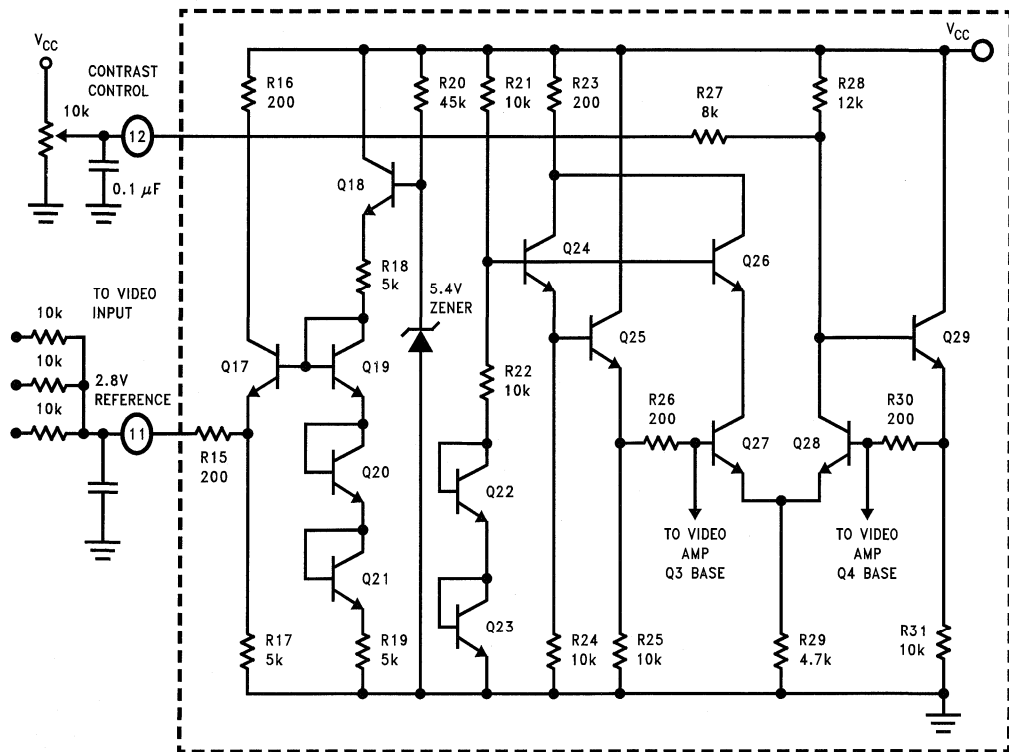 VCC
CONTRAST
CONTROL
10k
12
0.1 μF
TO VIDEO
INPUT
10k
10k
10k
2.8V
REFERENCE
11
R15
200
R16
200
Q17
R17
5k
Q18
R18
5k
Q19
Q20
Q21
R19
5k
R20
45k
5.4V
ZENER
R21
10k
R22
10k
Q22
Q23
R23
200
Q24
R24
10k
Q25
R25
10k
Q26
R26
200
Q27
TO VIDEO
AMP
Q3 BASE
R27
8k
R28
12k
Q28
R29
4.7k
TO VIDEO
AMP
Q4 BASE
R30
200
Q29
R31
10k
VCC